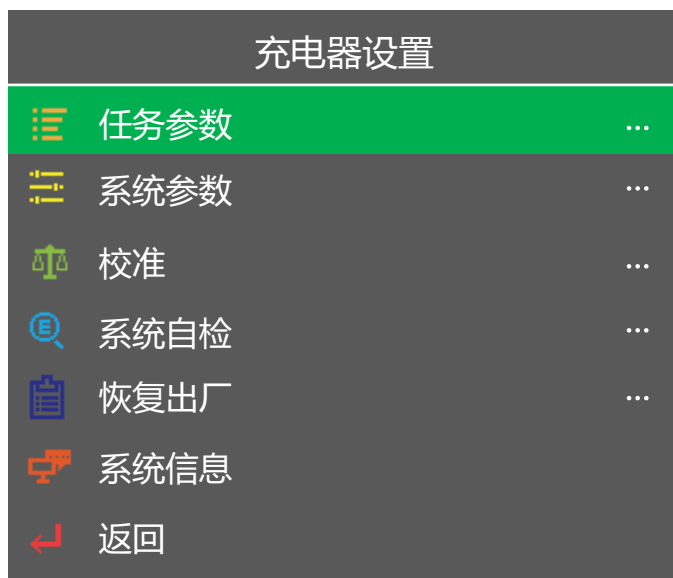 充电器设置
任务参数 ...
系统参数 ...
校准 ...
系统自检 ...
恢复出厂 ...
系统信息
返回